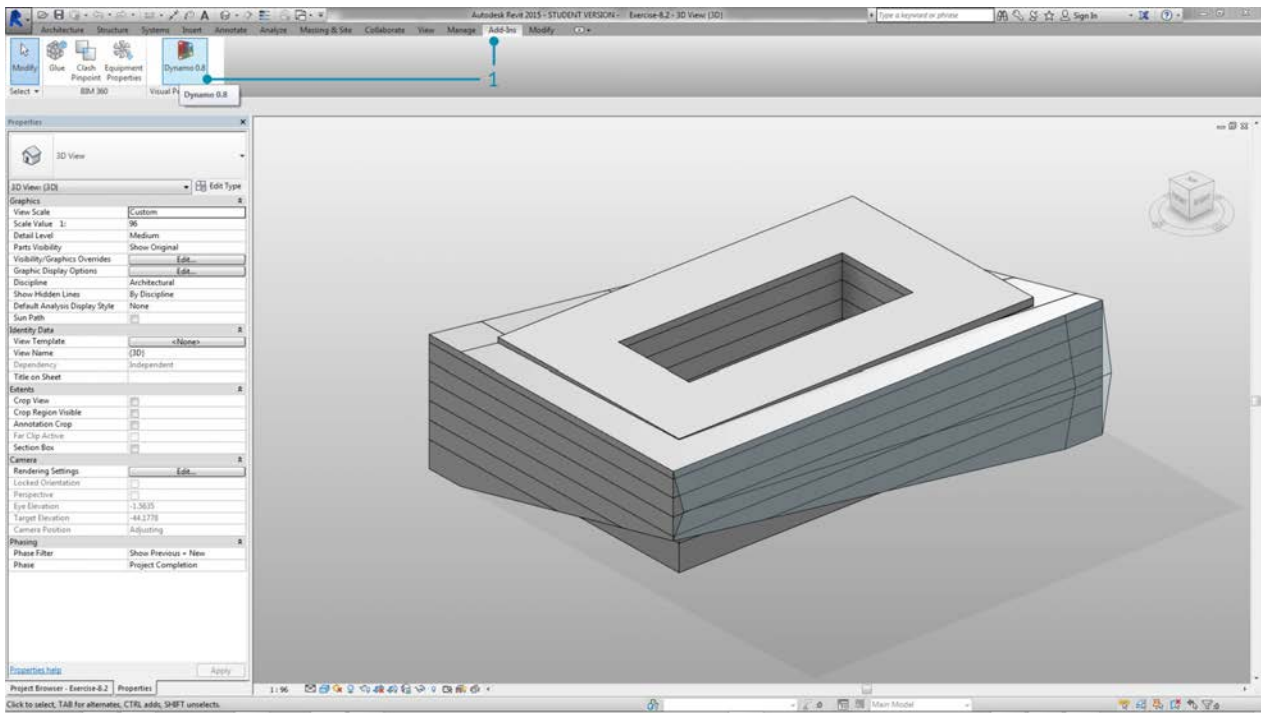 Autodesk Revit 2015 - STUDENT VERSION - Exercise-8.2 - 3D View: {3D}
Type a keyword or phrase
Sign In
Architecture Structure Systems Insert Annotate Analyze Massing & Site Collaborate View Manage Add-Ins Modify
Modify
Glue
Clash Pinpoint
Equipment Properties
Dynamo 0.8
1
Select
BIM 360
Visual P
Dynamo 0.8
Properties
3D View
3D View: {3D}
Edit Type
Graphics
View Scale Custom
Scale Value 1: 96
Detail Level Medium
Parts Visibility Show Original
Visibility/Graphics Overrides Edit...
Graphic Display Options Edit...
Discipline Architectural
Show Hidden Lines By Discipline
Default Analysis Display Style None
Sun Path
Identity Data
View Template <None>
View Name {3D}
Dependency Independent
Title on Sheet
Extents
Crop View
Crop Region Visible
Annotation Crop
Far Clip Active
Section Box
Camera
Rendering Settings Edit...
Locked Orientation
Perspective
Eye Elevation -1.5635
Target Elevation -44.1778
Camera Position Adjusting
Phasing
Phase Filter Show Previous + New
Phase Project Completion
Properties help
Apply
Project Browser - Exercise-8.2 Properties
1 : 96
Click to select, TAB for alternates, CTRL adds, SHIFT unselects.
Main Model